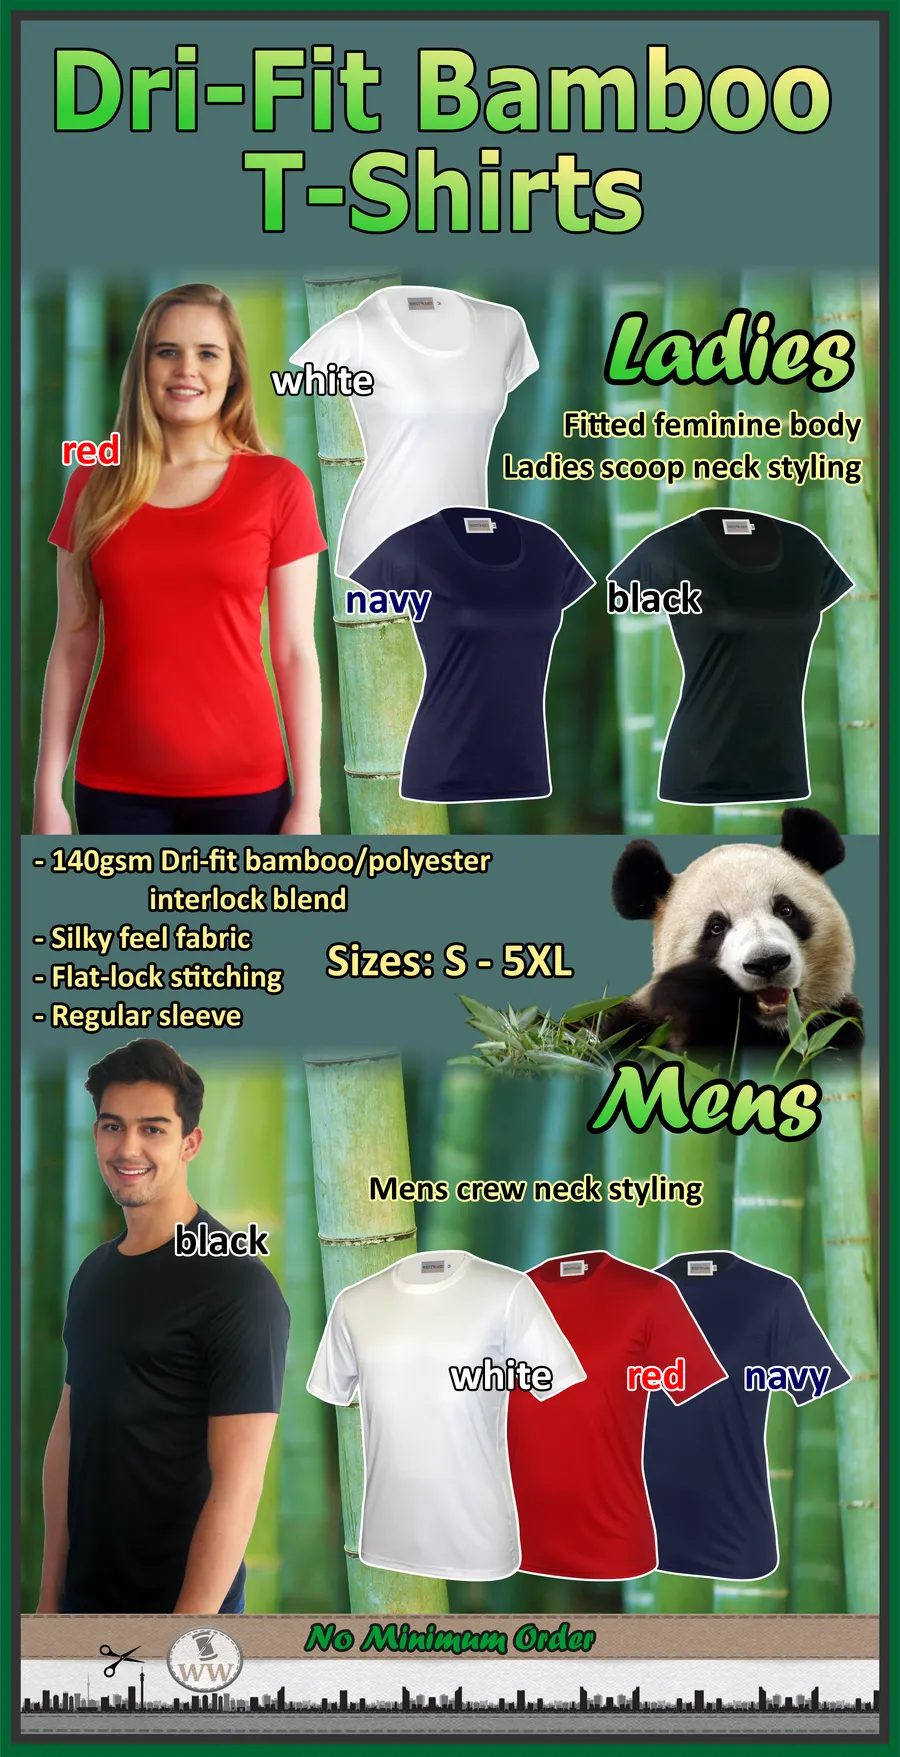 Dri-Fit Bamboo
T-Shirts
Ladies
white
Fitted feminine body
red
Ladies scoop neck styling
navy
black
- 140gsm Dri-fit bamboo/polyester
interlock blend
- Silky feel fabric
- Flat-lock stitching
- Regular sleeve
Sizes: S - 5XL
Mens
Mens crew neck styling
black
white
red
navy
No Minimum Order
WW